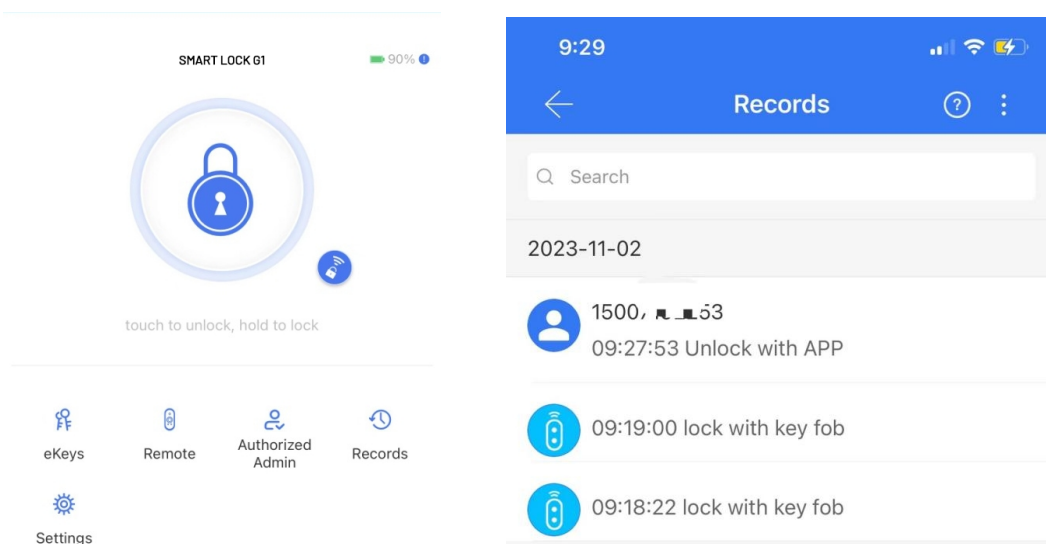 SMART LOCK G1
90%
touch to unlock, hold to lock
eKeys
Remote
Authorized
Admin
Records
Settings
9:29
Records
Search
2023-11-02
09:27:53 Unlock with APP
09:19:00 lock with key fob
09:18:22 lock with key fob